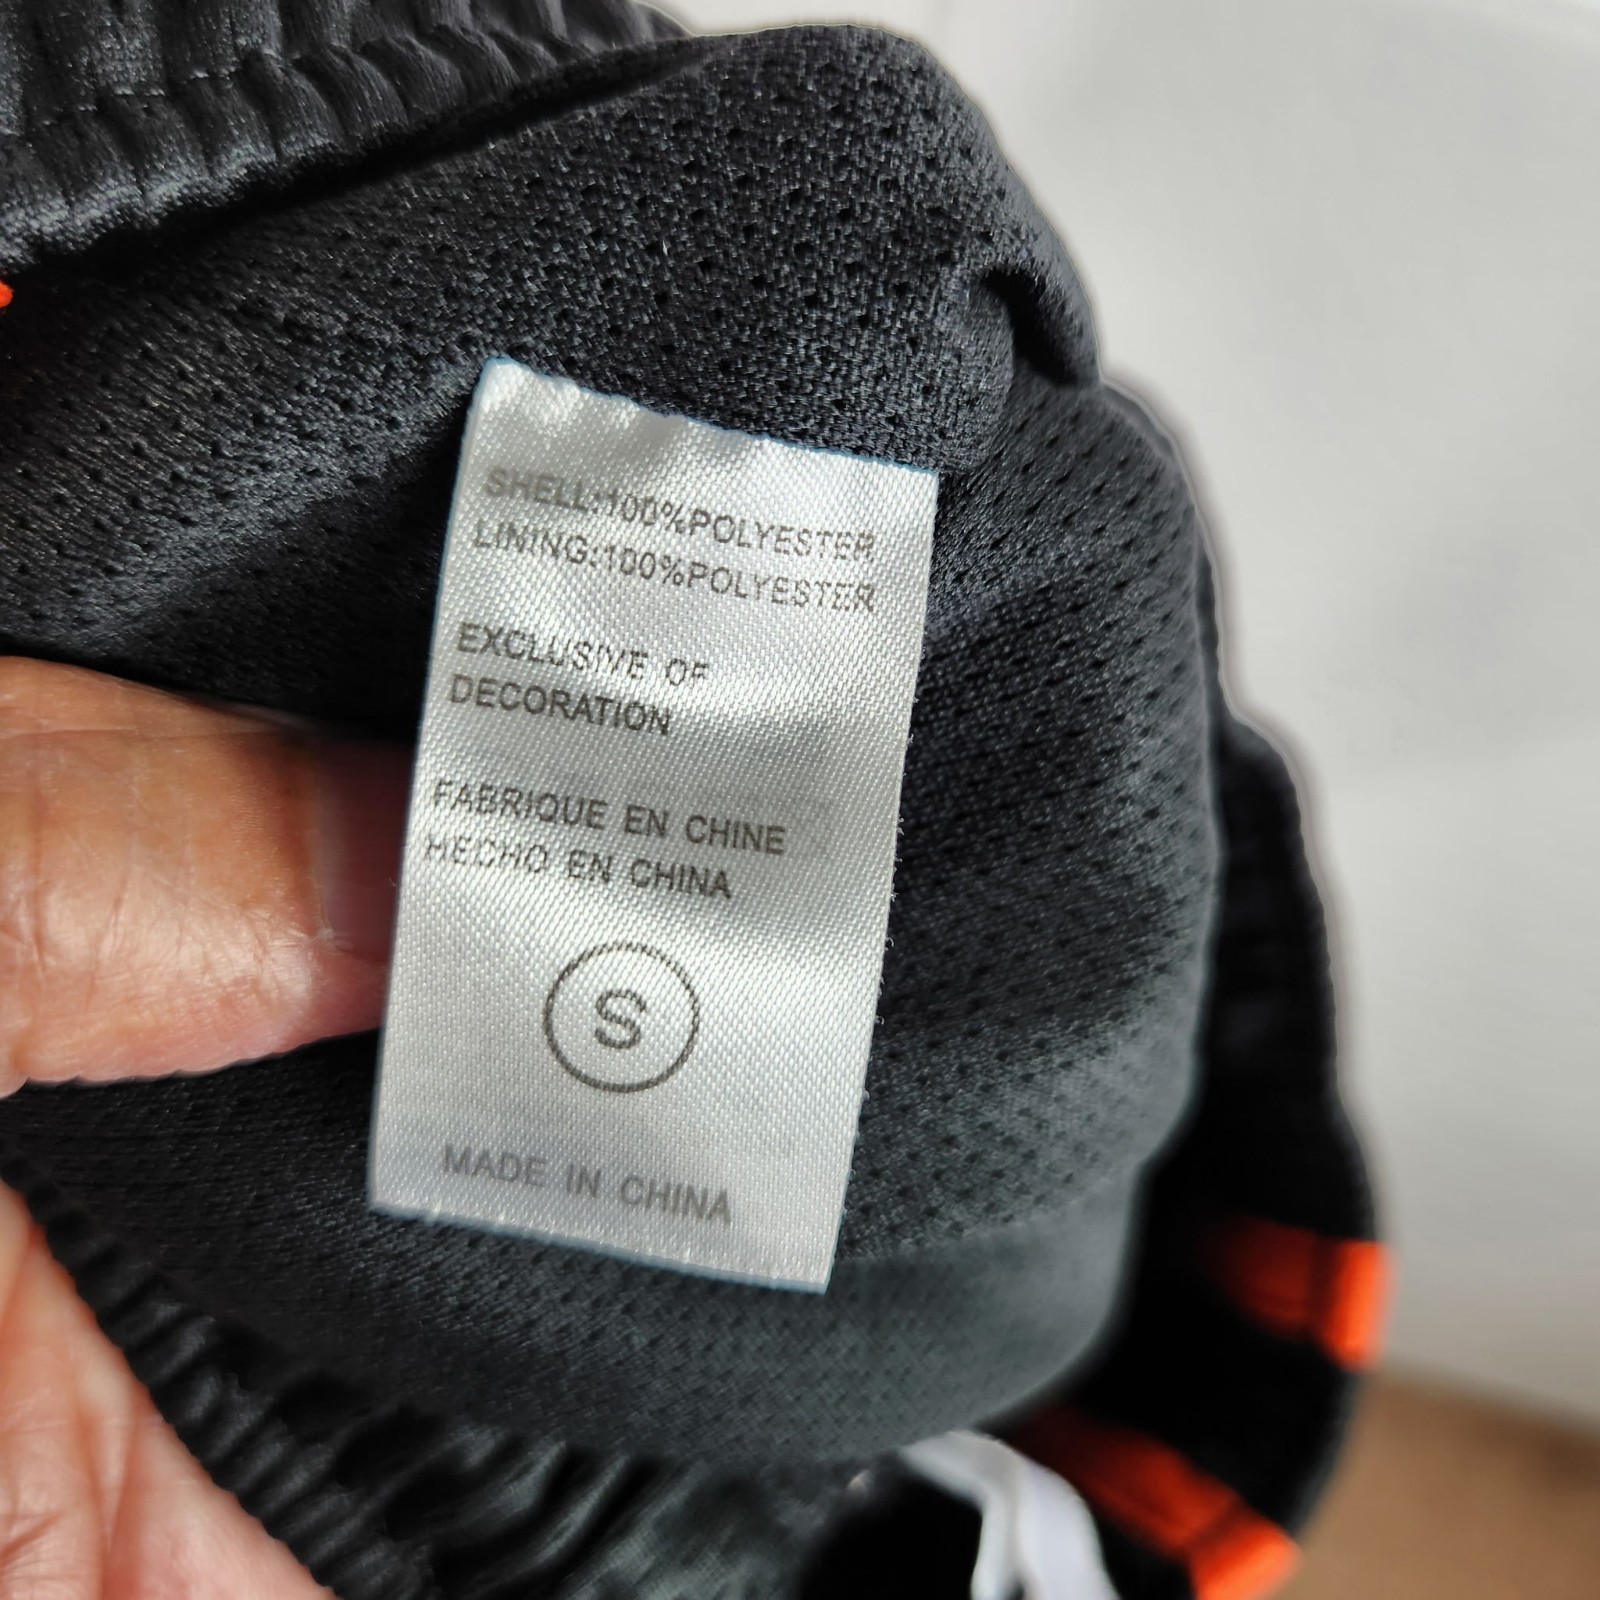 SHELL:100%POLYESTER
LINING:100%POLYESTER
EXCLUSIVE OF
DECORATION
FABRIQUE EN CHINE
HECHO EN CHINA
S
MADE IN CHINA